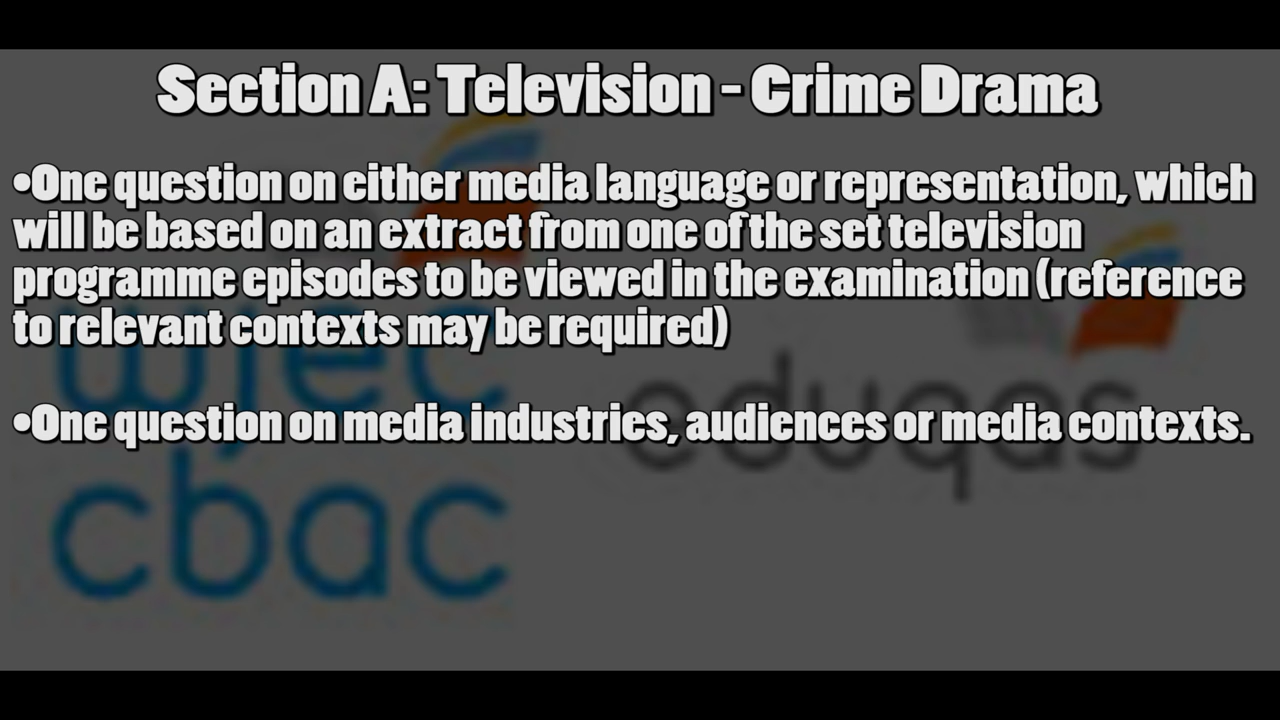 Section A: Television - Crime Drama
•One question on either media language or representation, which
will be based on an extract from one of the set television
programme episodes to be viewed in the examination (reference
to relevant contexts may be required)
•One question on media industries, audiences or media contexts.
wjec
eduqas
cbac